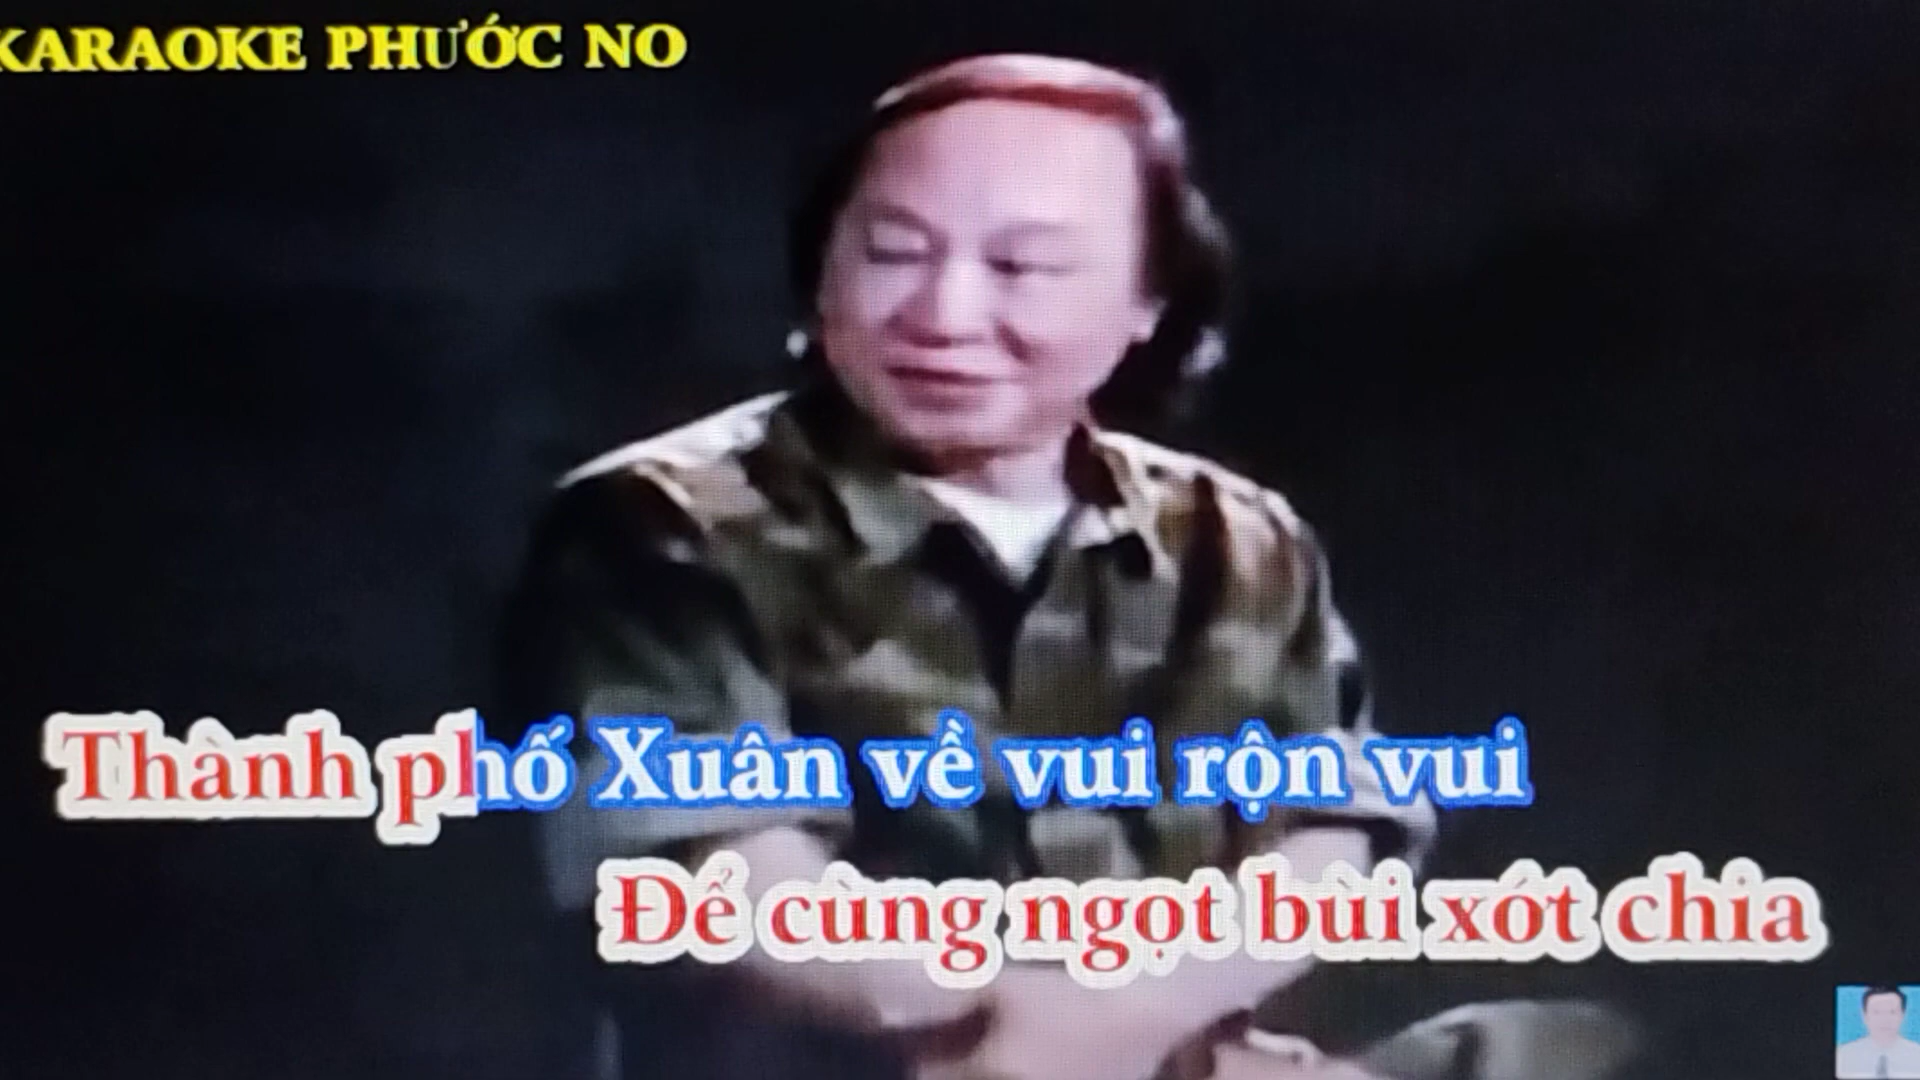 KARAOKE PHƯỚC NO
Thành phố Xuân về vui rộn vui
Để cùng ngọt bùi xót chia